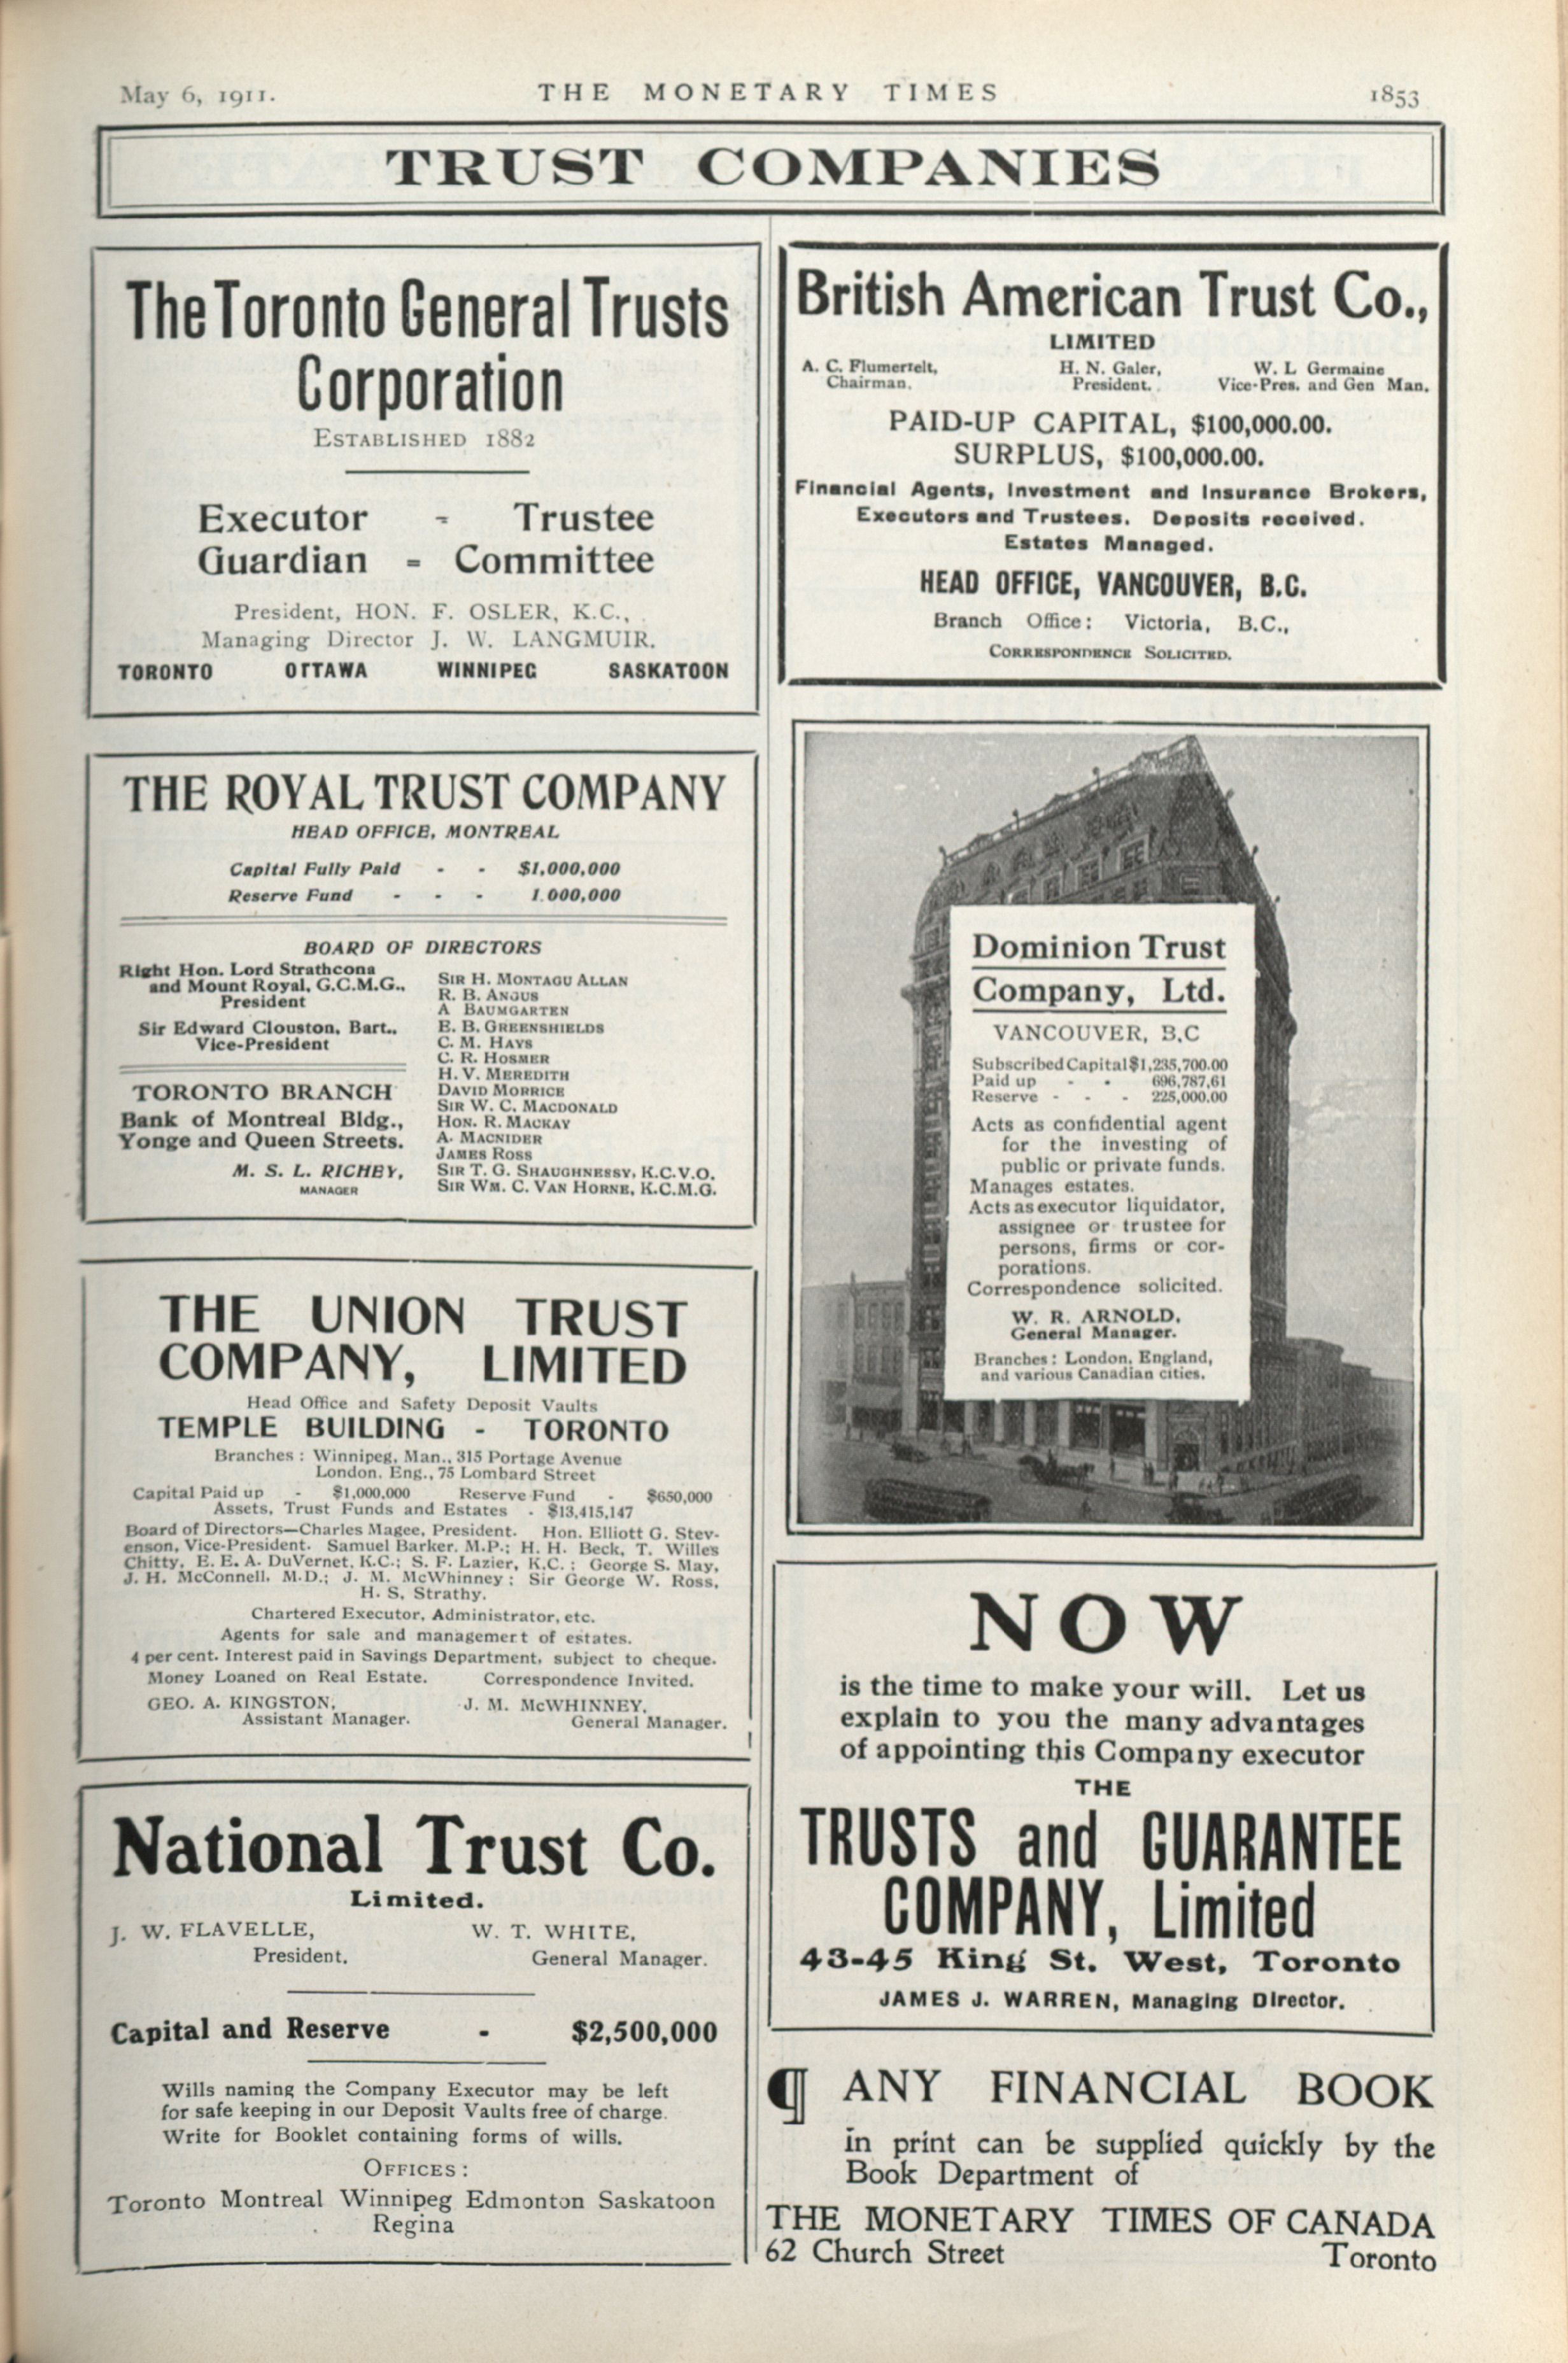 May 6, 1911.
THE MONETARY TIMES
1853
TRUST COMPANIES
The Toronto General Trusts
Corporation
ESTABLISHED 1882
Executor - Trustee
Guardian - Committee
President, HON. F. OSLER, K.C.,
Managing Director J. W. LANGMUIR.
TORONTO OTTAWA WINNIPEG SASKATOON
THE ROYAL TRUST COMPANY
HEAD OFFICE, MONTREAL
Capital Fully Paid - - $1,000,000
Reserve Fund - - - 1.000,000
BOARD OF DIRECTORS
Right Hon. Lord Strathcona
and Mount Royal, G.C.M.G.,
President
Sir Edward Clouston, Bart.,
Vice-President
TORONTO BRANCH
Bank of Montreal Bldg.,
Yonge and Queen Streets.
M. S. L. RICHEY,
MANAGER
SIR H. MONTAGU ALLAN
R. B. ANGUS
A BAUMGARTEN
E. B. GREENSHIELDS
C. M. HAYS
C. R. HOSMER
H. V. MEREDITH
DAVID MORRICE
SIR W. C. MACDONALD
HON. R. MACKAY
A. MACNIDER
JAMES ROSS
SIR T. G. SHAUGHNESSY, K.C.V.O.
SIR WM. C. VAN HORNE, K.C.M.G.
THE UNION TRUST
COMPANY, LIMITED
Head Office and Safety Deposit Vaults
TEMPLE BUILDING - TORONTO
Branches : Winnipeg, Man., 315 Portage Avenue
London, Eng., 75 Lombard Street
Capital Paid up - $1,000,000 Reserve Fund - $650,000
Assets, Trust Funds and Estates - $13,415,147
Board of Directors—Charles Magee, President. Hon. Elliott G. Stev-
enson, Vice-President. Samuel Barker, M.P.; H. H. Beck, T. Willes
Chitty, E. E. A. DuVernet, K.C.; S. F. Lazier, K.C. ; George S. May,
J. H. McConnell, M.D.; J. M. McWhinney ; Sir George W. Ross,
H. S. Strathy.
Chartered Executor, Administrator, etc.
Agents for sale and management of estates.
4 per cent. Interest paid in Savings Department, subject to cheque.
Money Loaned on Real Estate. Correspondence Invited.
GEO. A. KINGSTON, J. M. McWHINNEY,
Assistant Manager. General Manager.
National Trust Co.
Limited.
J. W. FLAVELLE, W. T. WHITE,
President. General Manager.
Capital and Reserve - $2,500,000
Wills naming the Company Executor may be left
for safe keeping in our Deposit Vaults free of charge.
Write for Booklet containing forms of wills.
OFFICES :
Toronto Montreal Winnipeg Edmonton Saskatoon
Regina
British American Trust Co.,
LIMITED
A. C. Flumerfelt, H. N. Galer, W. L Germaine
Chairman. President. Vice-Pres. and Gen Man.
PAID-UP CAPITAL, $100,000.00.
SURPLUS, $100,000.00.
Financial Agents, Investment and Insurance Brokers,
Executors and Trustees. Deposits received.
Estates Managed.
HEAD OFFICE, VANCOUVER, B.C.
Branch Office: Victoria, B.C.,
CORRESPONDENCE SOLICITED.
Dominion Trust
Company, Ltd.
VANCOUVER, B.C
Subscribed Capital $1,235,700.00
Paid up - - 696,787,61
Reserve - - - 225,000.00
Acts as confidential agent
for the investing of
public or private funds.
Manages estates.
Acts as executor liquidator,
assignee or trustee for
persons, firms or cor-
porations.
Correspondence solicited.
W. R. ARNOLD,
General Manager.
Branches : London, England,
and various Canadian cities.
NOW
is the time to make your will. Let us
explain to you the many advantages
of appointing this Company executor
THE
TRUSTS and GUARANTEE
COMPANY, Limited
43-45 King St. West, Toronto
JAMES J. WARREN, Managing Director.
¶ ANY FINANCIAL BOOK
in print can be supplied quickly by the
Book Department of
THE MONETARY TIMES OF CANADA
62 Church Street Toronto